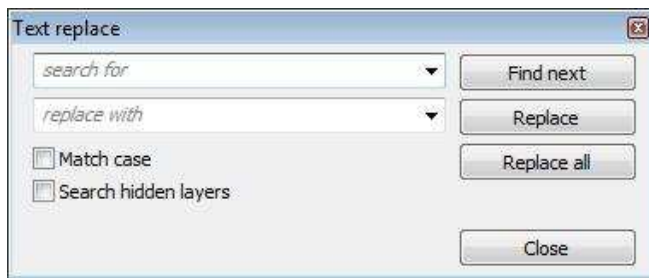 Text replace
search for
Find next
replace with
Replace
Match case
Replace all
Search hidden layers
Close